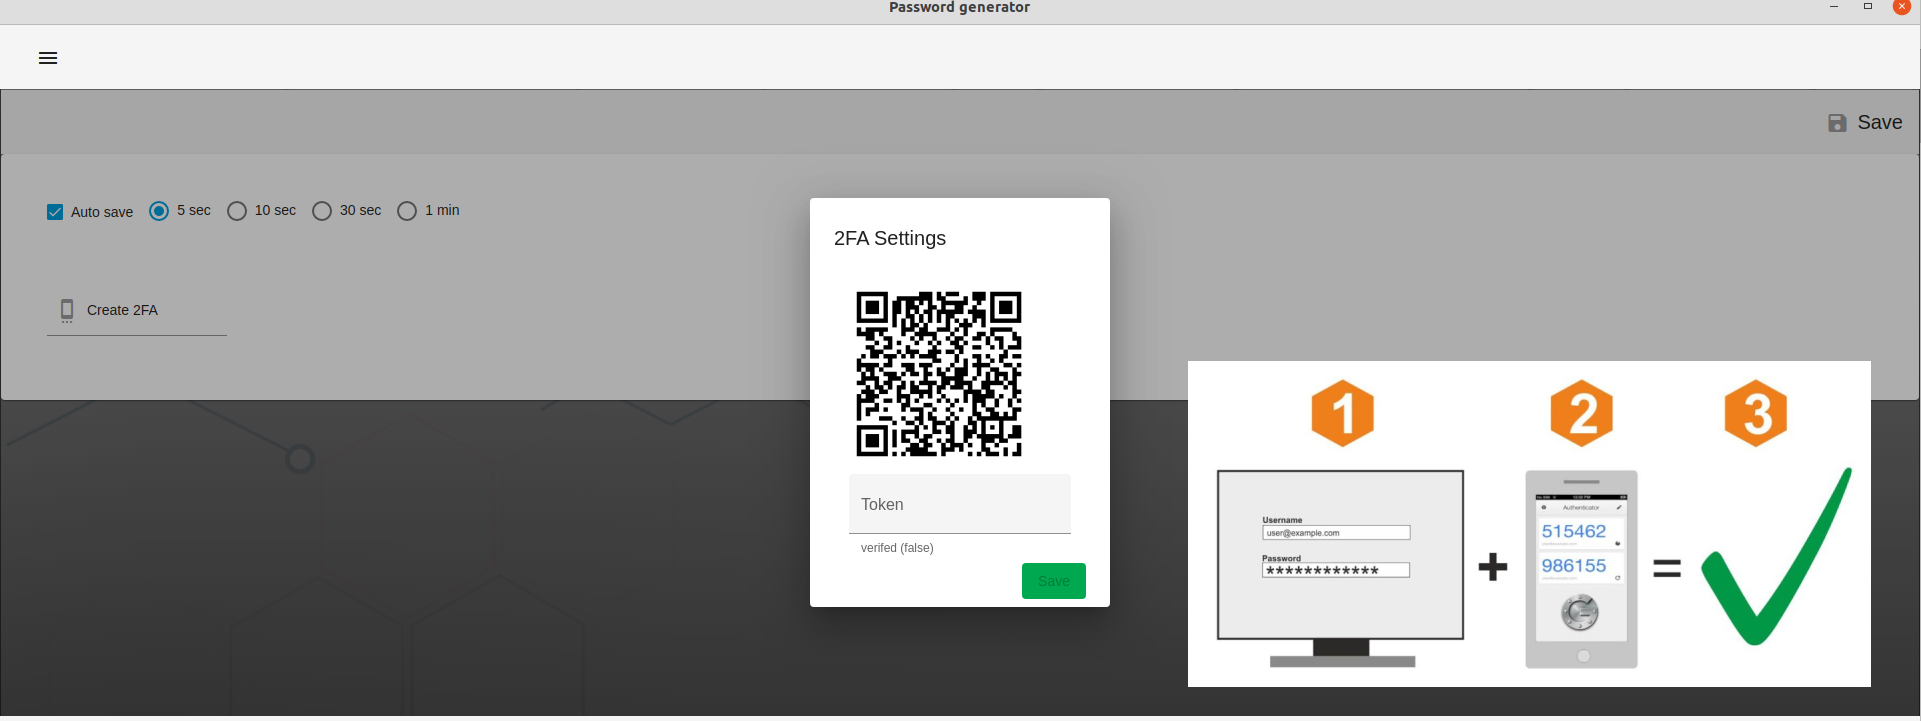 Password generator
Save
Auto save 5 sec 10 sec 30 sec 1 min
Create 2FA
2FA Settings
Token
verifed (false)
Save
1 2 3
Username
user@example.com
Password
************
+
=
Authenticator
515462
986155